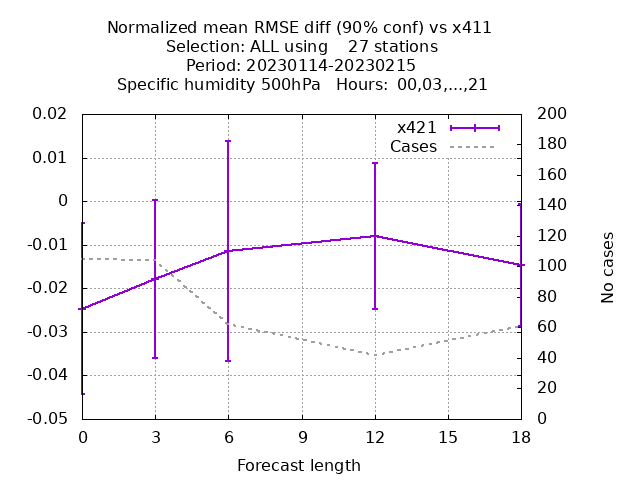 Normalized mean RMSE diff (90% conf) vs x411
Selection: ALL using    27 stations
Period: 20230114-20230215
Specific humidity 500hPa   Hours: 00,03,...,21
x421
Cases
0.02
0.01
0
-0.01
-0.02
-0.03
-0.04
-0.05
200
180
160
140
120
100
80
60
40
20
0
No cases
0 3 6 9 12 15 18
Forecast length